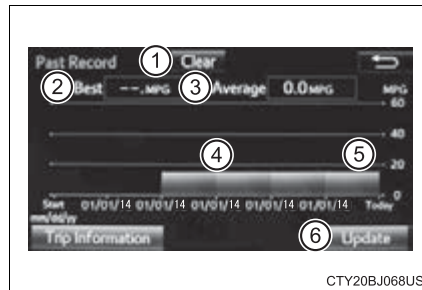 Past Record 1 Clear
2 Best --.-MPG 3 Average 0.0MPG MPG
60
40
4 5
20
0
Start 01/01/14 01/01/14 01/01/14 01/01/14 01/01/14 Today
mm/dd/yy
Trip Information 6 Update
CTY20BJ068US